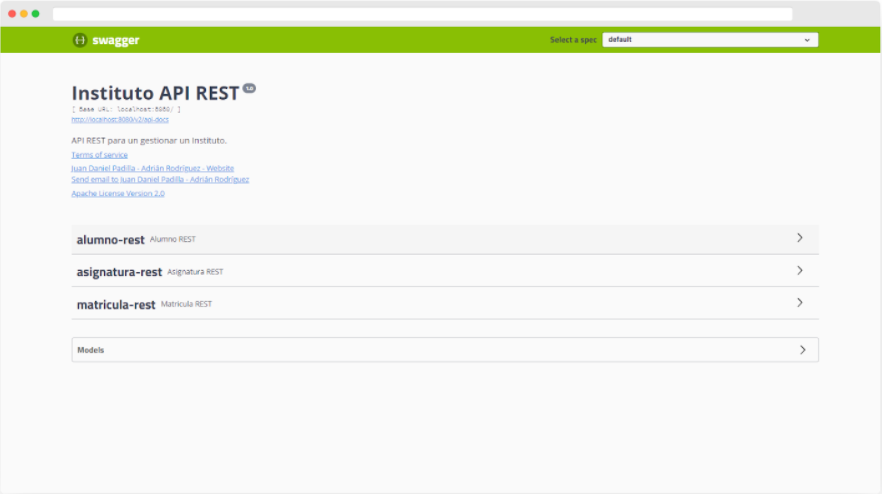 swagger
Select a spec default
Instituto API REST 1.0
[ Base URL: localhost:8080/ ]
http://localhost:8080/v2/api-docs
API REST para un gestionar un Instituto.
Terms of service
Juan Daniel Padilla - Adrián Rodríguez - Website
Send email to Juan Daniel Padilla - Adrián Rodríguez
Apache License Version 2.0
alumno-rest Alumno REST
asignatura-rest Asignatura REST
matricula-rest Matricula REST
Models